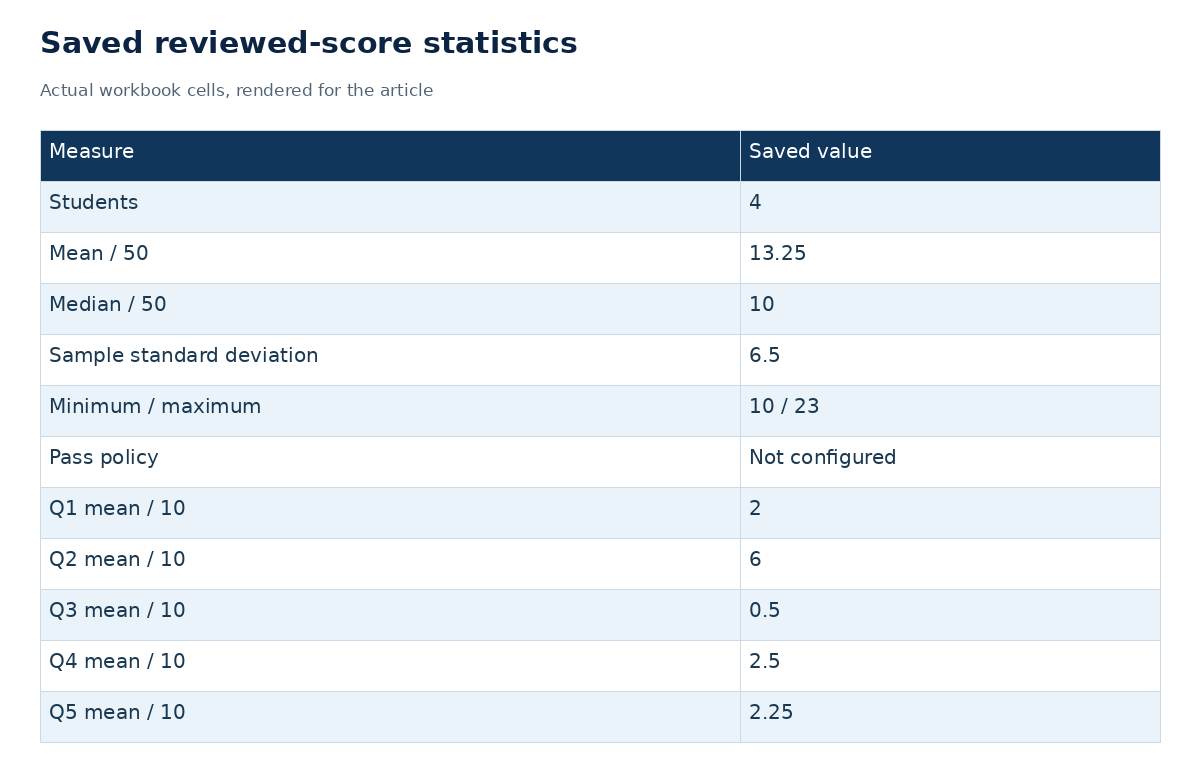 Saved reviewed-score statistics
Actual workbook cells, rendered for the article
Measure Saved value
Students 4
Mean / 50 13.25
Median / 50 10
Sample standard deviation 6.5
Minimum / maximum 10 / 23
Pass policy Not configured
Q1 mean / 10 2
Q2 mean / 10 6
Q3 mean / 10 0.5
Q4 mean / 10 2.5
Q5 mean / 10 2.25